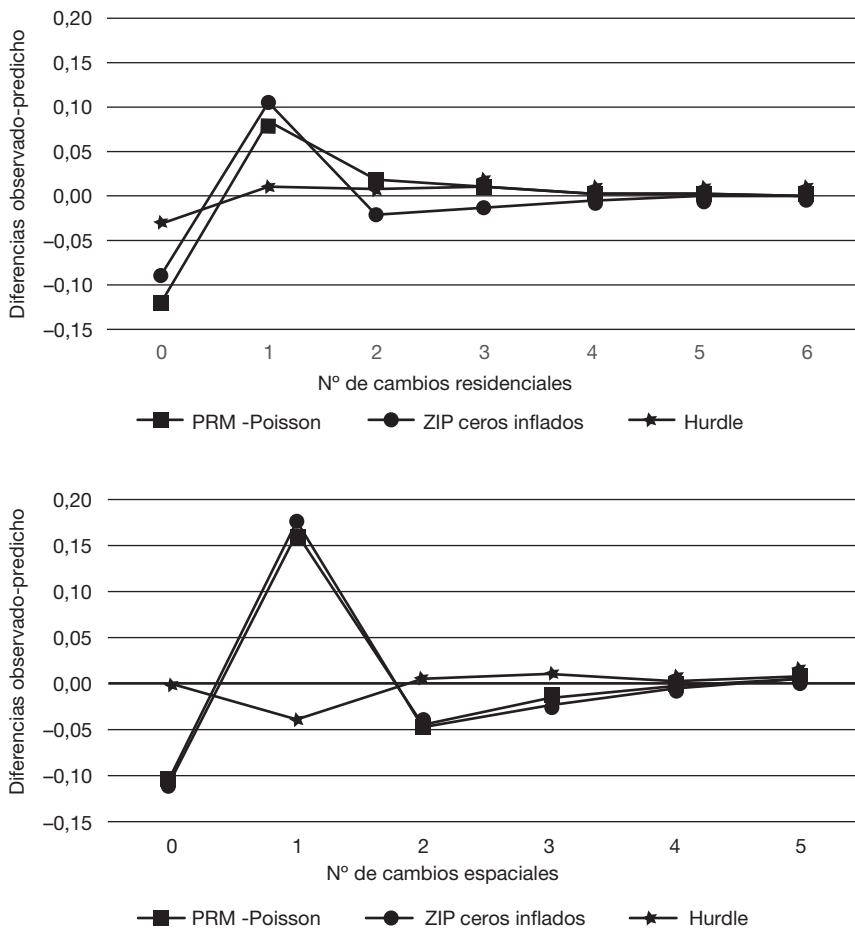 Diferencias observado-predicho
0,20
0,15
0,10
0,05
0,00
−0,05
−0,10
−0,15
0 1 2 3 4 5 6
Nº de cambios residenciales
PRM -Poisson ZIP ceros inflados Hurdle
Diferencias observado-predicho
0,20
0,15
0,10
0,05
0,00
−0,05
−0,10
−0,15
0 1 2 3 4 5
Nº de cambios espaciales
PRM -Poisson ZIP ceros inflados Hurdle